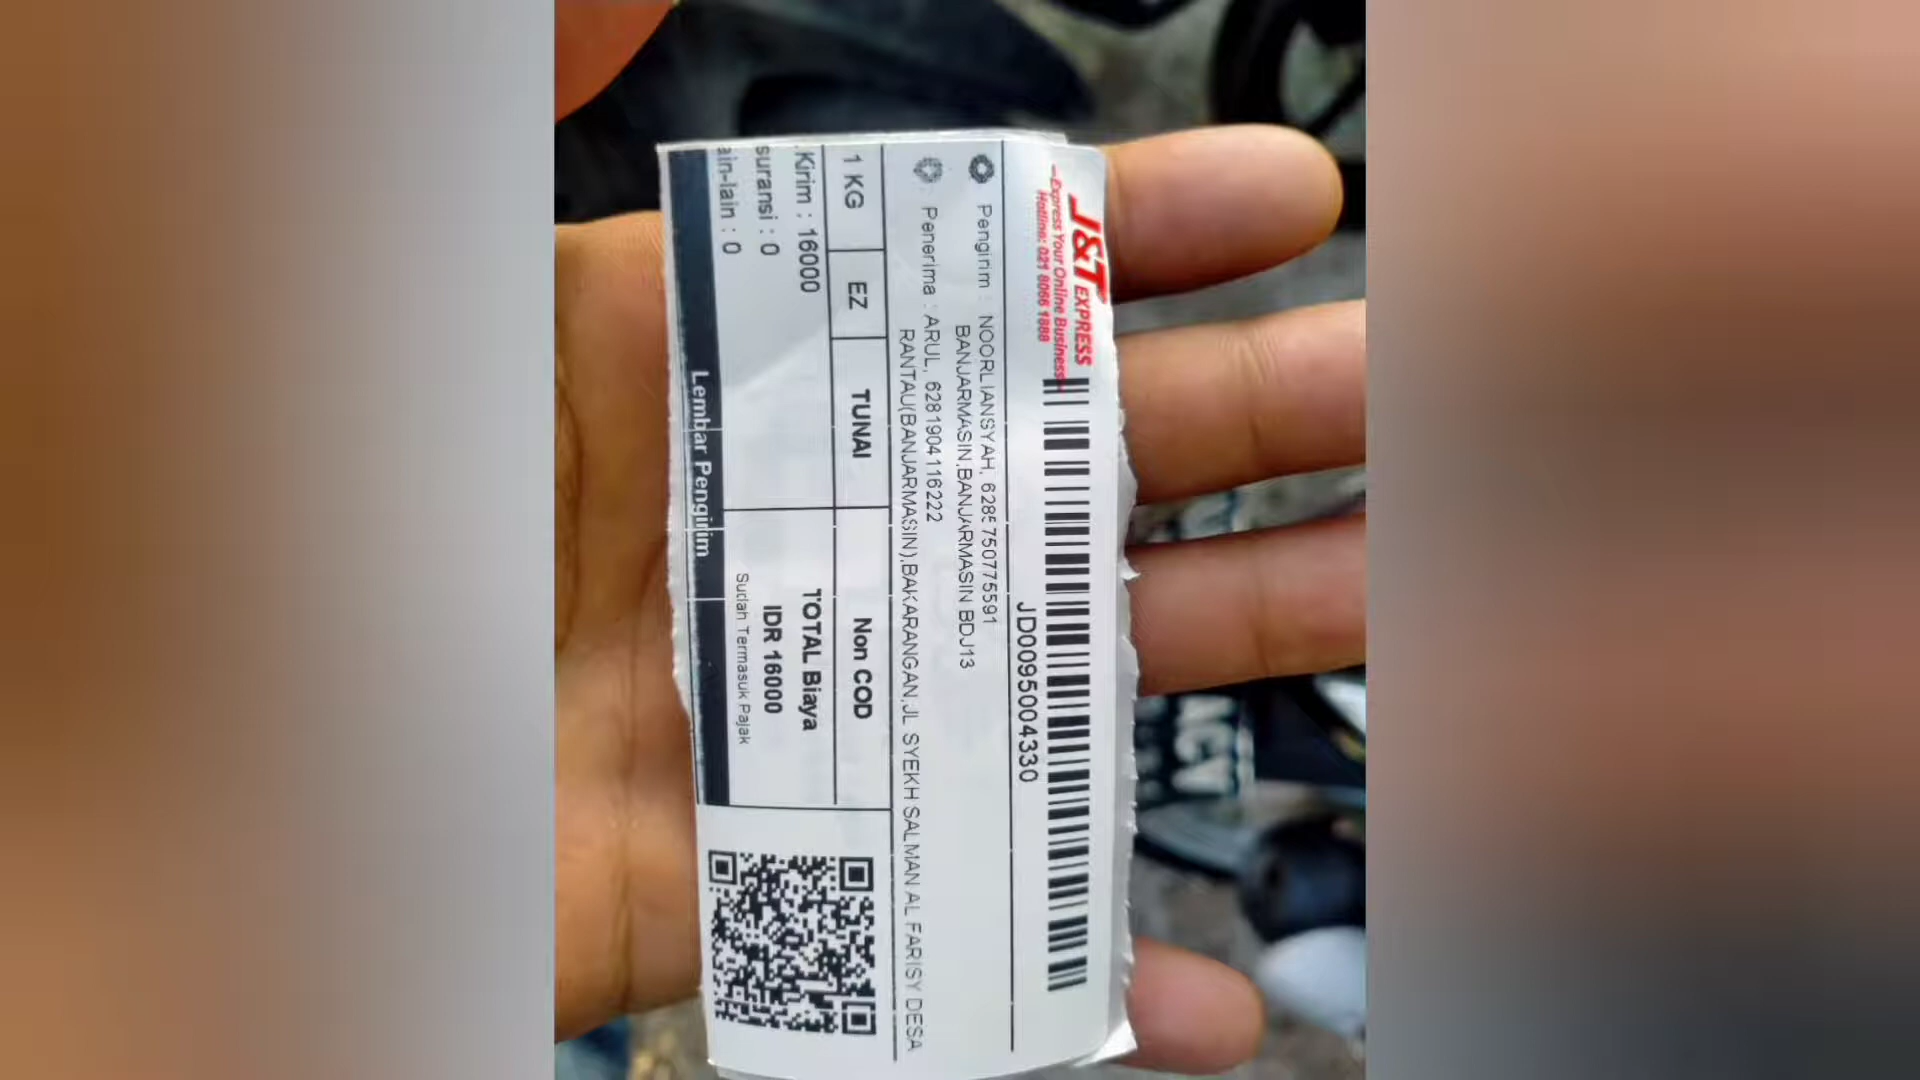 J&T EXPRESS
Express Your Online Business
Hotline: 021 8066 1888
JD0095004330
Pengirim : NOORLIANSYAH, 6285750775591
BANJARMASIN,BANJARMASIN BDJ13
Penerima : ARUL, 6281904116222
RANTAU(BANJARMASIN),BAKARANGAN,JL SYEKH SALMAN AL FARISY DESA
1 KG EZ TUNAI Non COD
.Kirim : 16000
suransi : 0
ain-lain : 0
TOTAL Biaya
IDR 16000
Sudah Termasuk Pajak
Lembar Pengirim